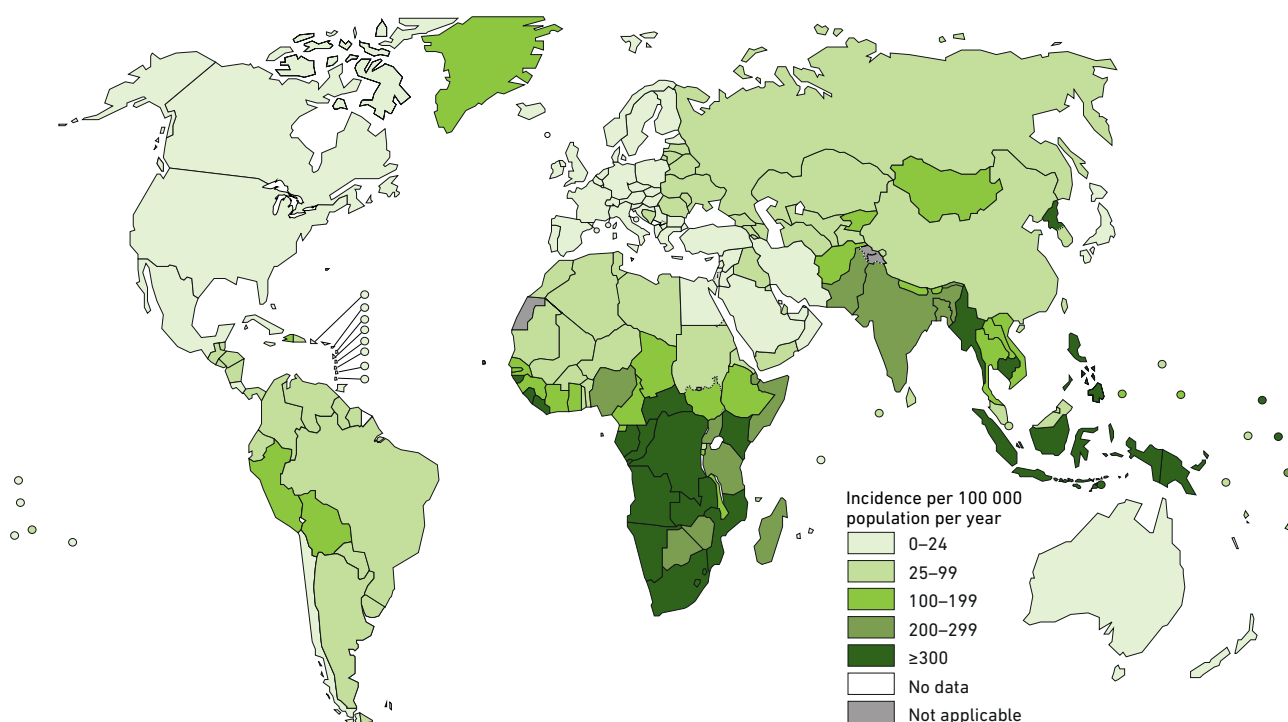 Incidence per 100 000
population per year
0–24
25–99
100–199
200–299
≥300
No data
Not applicable